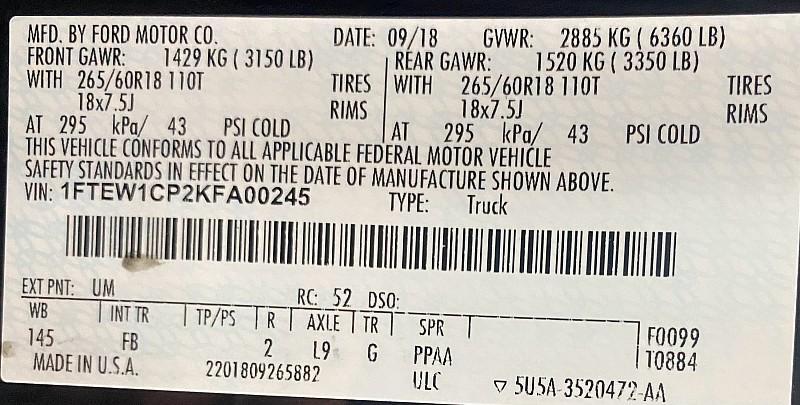 MFD. BY FORD MOTOR CO. DATE: 09/18 GVWR: 2885 KG ( 6360 LB)
FRONT GAWR: 1429 KG ( 3150 LB) REAR GAWR: 1520 KG ( 3350 LB)
WITH 265/60R18 110T TIRES WITH 265/60R18 110T TIRES
18x7.5J RIMS 18x7.5J RIMS
AT 295 kPa/ 43 PSI COLD AT 295 kPa/ 43 PSI COLD
THIS VEHICLE CONFORMS TO ALL APPLICABLE FEDERAL MOTOR VEHICLE
SAFETY STANDARDS IN EFFECT ON THE DATE OF MANUFACTURE SHOWN ABOVE.
VIN: 1FTEW1CP2KFA00245 TYPE: Truck
EXT PNT: UM RC: 52 DSO:
WB INT TR TP/PS R AXLE TR SPR F0099
145 FB 2 L9 G PPAA T0884
MADE IN U.S.A. 2201809265882 ULC ▽ 5U5A-3520472-AA